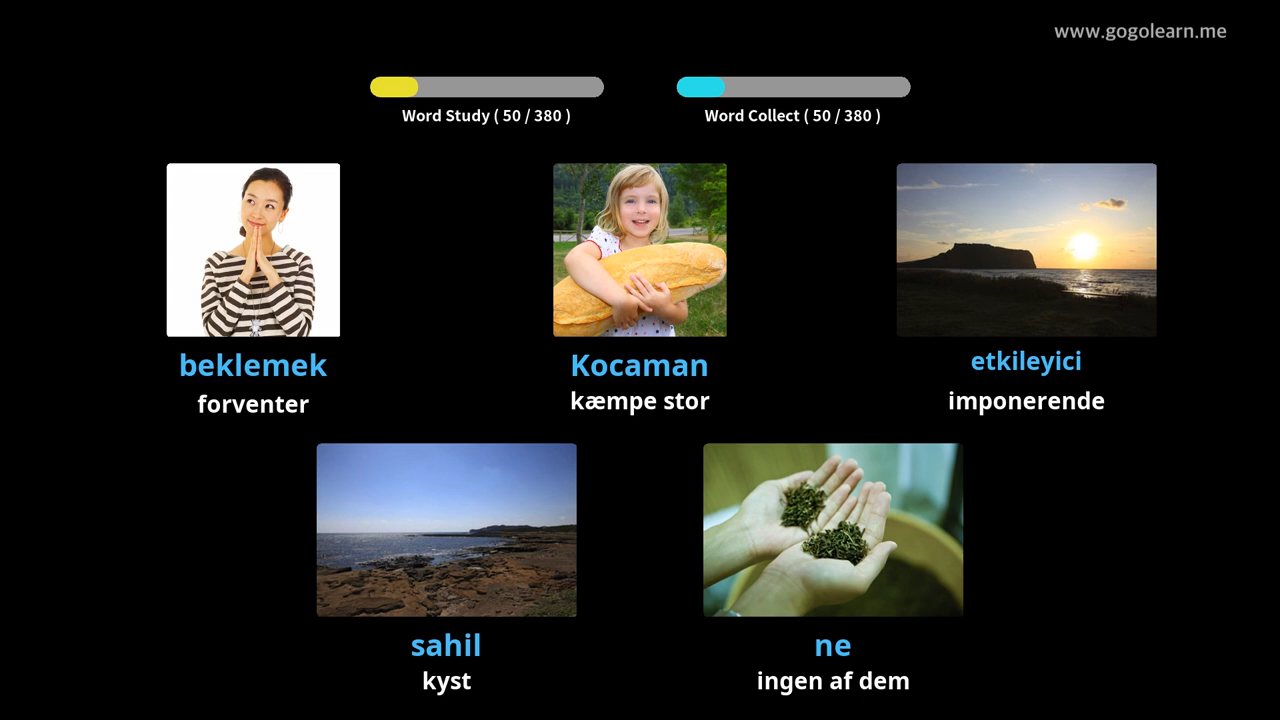 www.gogolearn.me
Word Study ( 50 / 380 )
Word Collect ( 50 / 380 )
beklemek
forventer
Kocaman
kæmpe stor
etkileyici
imponerende
sahil
kyst
ne
ingen af dem